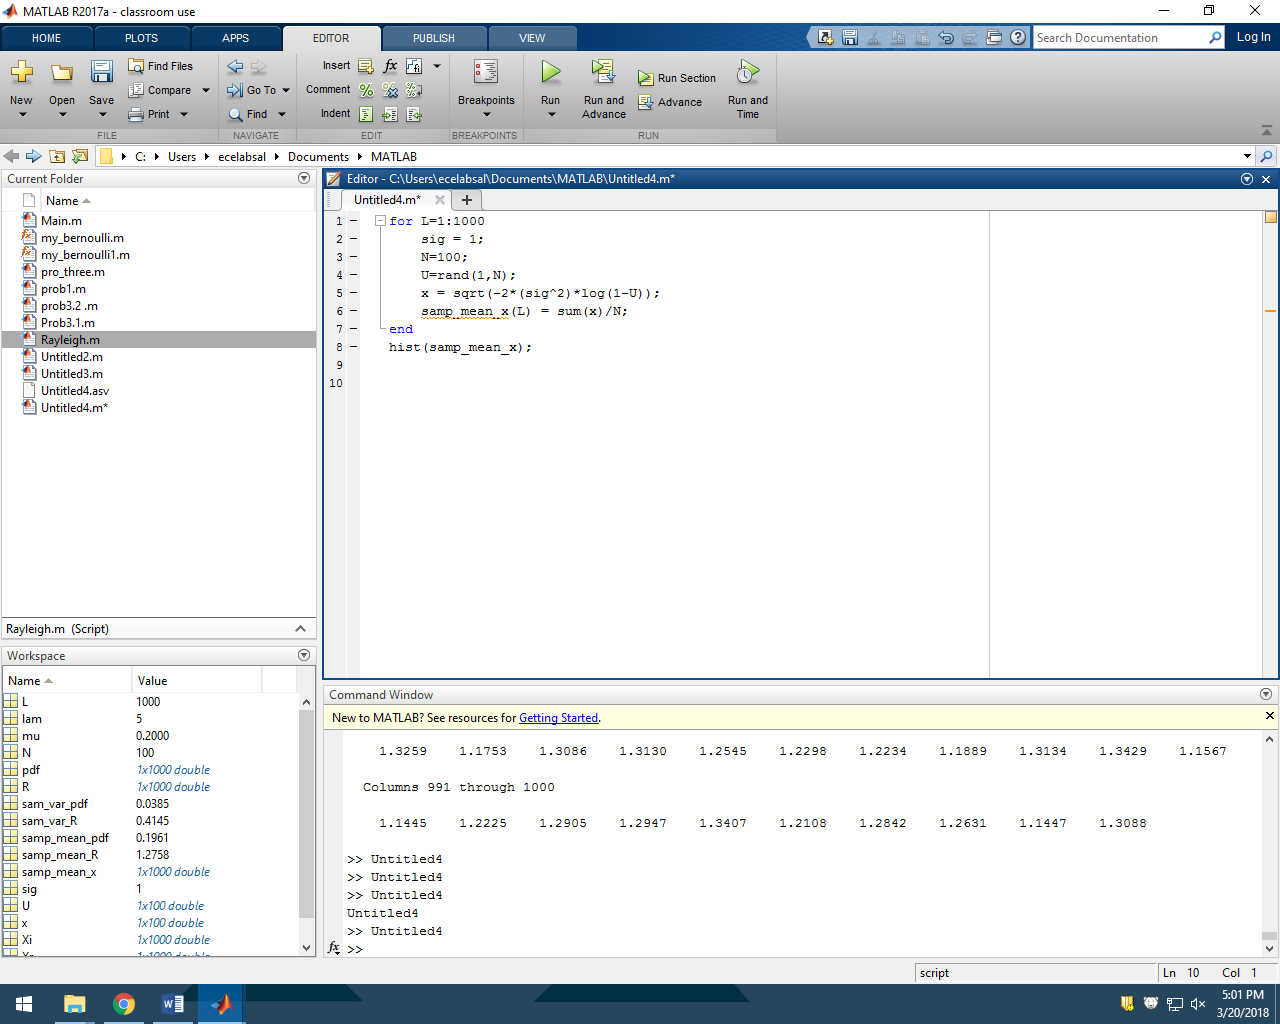 MATLAB R2017a - classroom use
HOME PLOTS APPS EDITOR PUBLISH VIEW
Search Documentation
Log In
New
Open
Save
Find Files
Compare
Print
FILE
Go To
Find
NAVIGATE
Insert fx
Comment
Indent
EDIT
Breakpoints
BREAKPOINTS
Run
Run and Advance
Run Section
Advance
Run and Time
RUN
C: Users ecelabsal Documents MATLAB
Current Folder
Name
Main.m
my_bernoulli.m
my_bernoulli1.m
pro_three.m
prob1.m
prob3.2 .m
Prob3.1.m
Rayleigh.m
Untitled2.m
Untitled3.m
Untitled4.asv
Untitled4.m*
Rayleigh.m (Script)
Workspace
Name Value
L 1000
lam 5
mu 0.2000
N 100
pdf 1x1000 double
R 1x1000 double
sam_var_pdf 0.0385
sam_var_R 0.4145
samp_mean_pdf 0.1961
samp_mean_R 1.2758
samp_mean_x 1x1000 double
sig 1
U 1x100 double
x 1x100 double
Xi 1x1000 double
Editor - C:\Users\ecelabsal\Documents\MATLAB\Untitled4.m*
Untitled4.m*
1 for L=1:1000
2 sig = 1;
3 N=100;
4 U=rand(1,N);
5 x = sqrt(-2*(sig^2)*log(1-U));
6 samp_mean_x(L) = sum(x)/N;
7 end
8 hist(samp_mean_x);
9
10
Command Window
New to MATLAB? See resources for Getting Started.
1.3259 1.1753 1.3086 1.3130 1.2545 1.2298 1.2234 1.1889 1.3134 1.3429 1.1567
Columns 991 through 1000
1.1445 1.2225 1.2905 1.2947 1.3407 1.2108 1.2842 1.2631 1.1447 1.3088
>> Untitled4
>> Untitled4
>> Untitled4
Untitled4
>> Untitled4
fx >>
script
Ln 10 Col 1
5:01 PM
3/20/2018